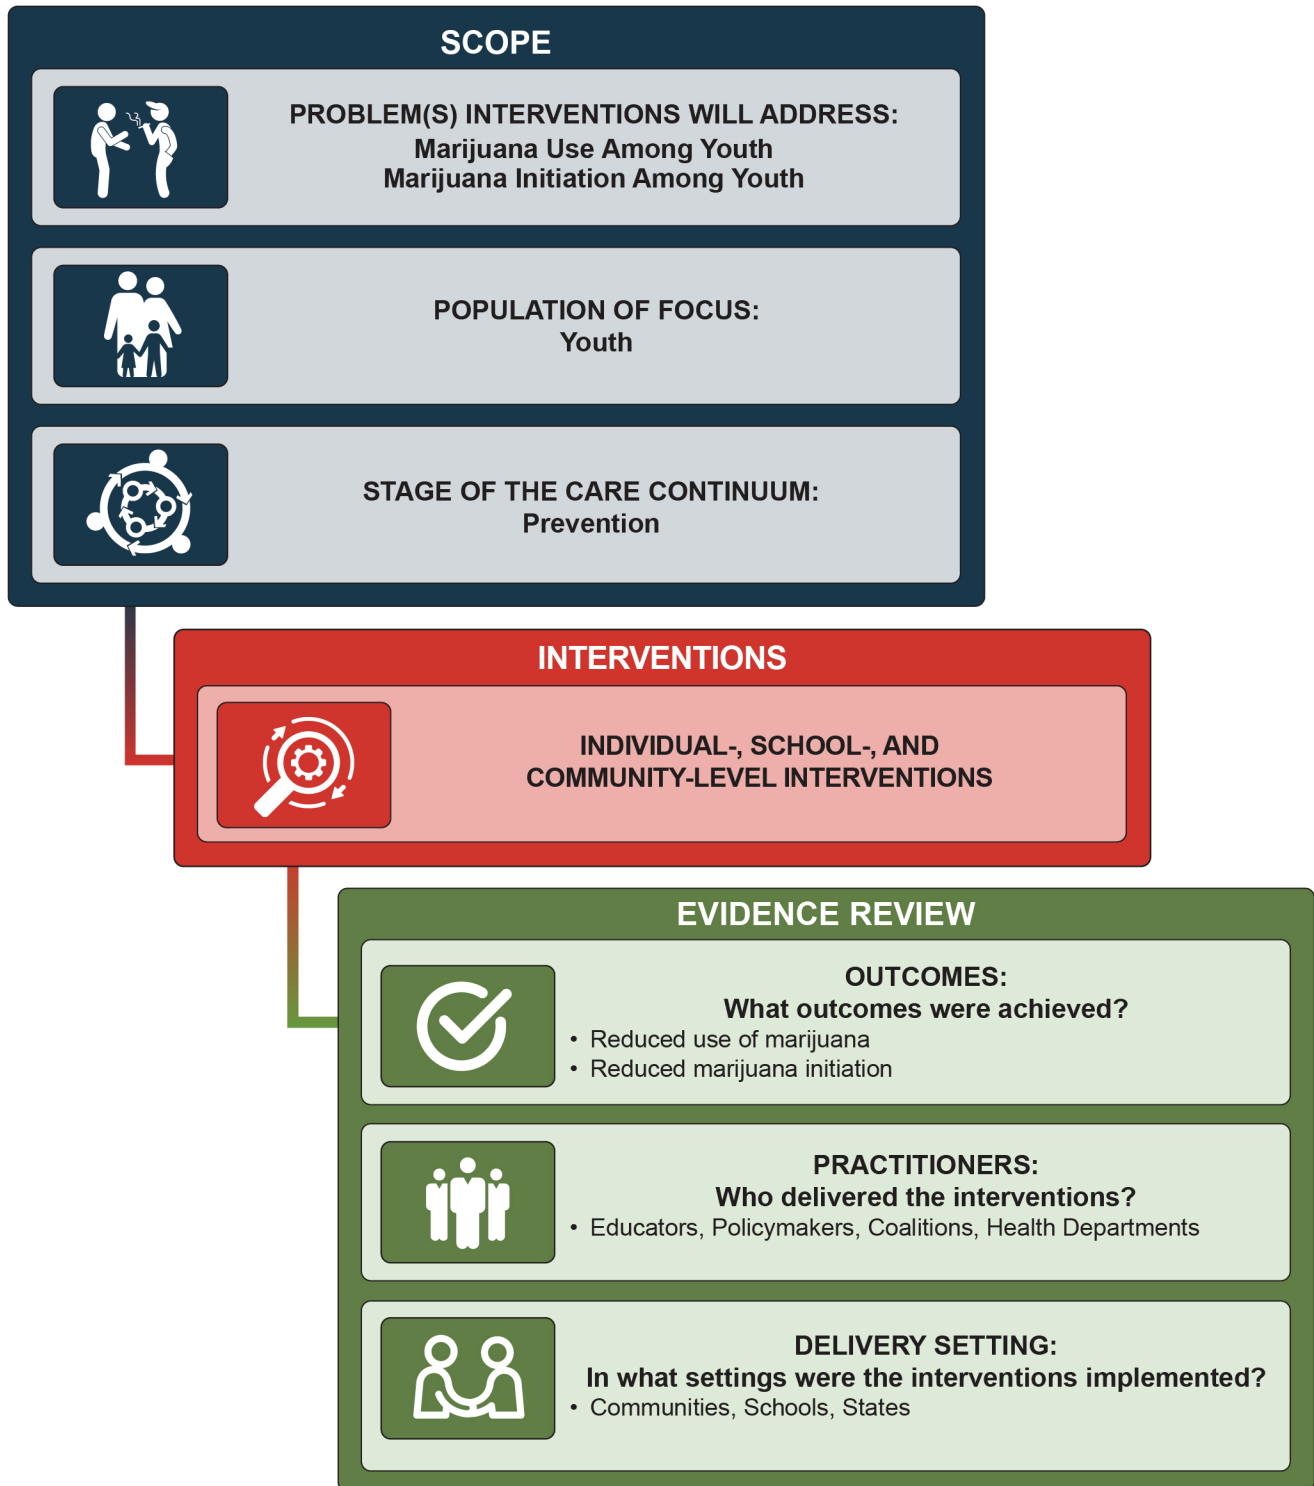 SCOPE
PROBLEM(S) INTERVENTIONS WILL ADDRESS:
Marijuana Use Among Youth
Marijuana Initiation Among Youth
POPULATION OF FOCUS:
Youth
STAGE OF THE CARE CONTINUUM:
Prevention
INTERVENTIONS
INDIVIDUAL-, SCHOOL-, AND
COMMUNITY-LEVEL INTERVENTIONS
EVIDENCE REVIEW
OUTCOMES:
What outcomes were achieved?
• Reduced use of marijuana
• Reduced marijuana initiation
PRACTITIONERS:
Who delivered the interventions?
• Educators, Policymakers, Coalitions, Health Departments
DELIVERY SETTING:
In what settings were the interventions implemented?
• Communities, Schools, States